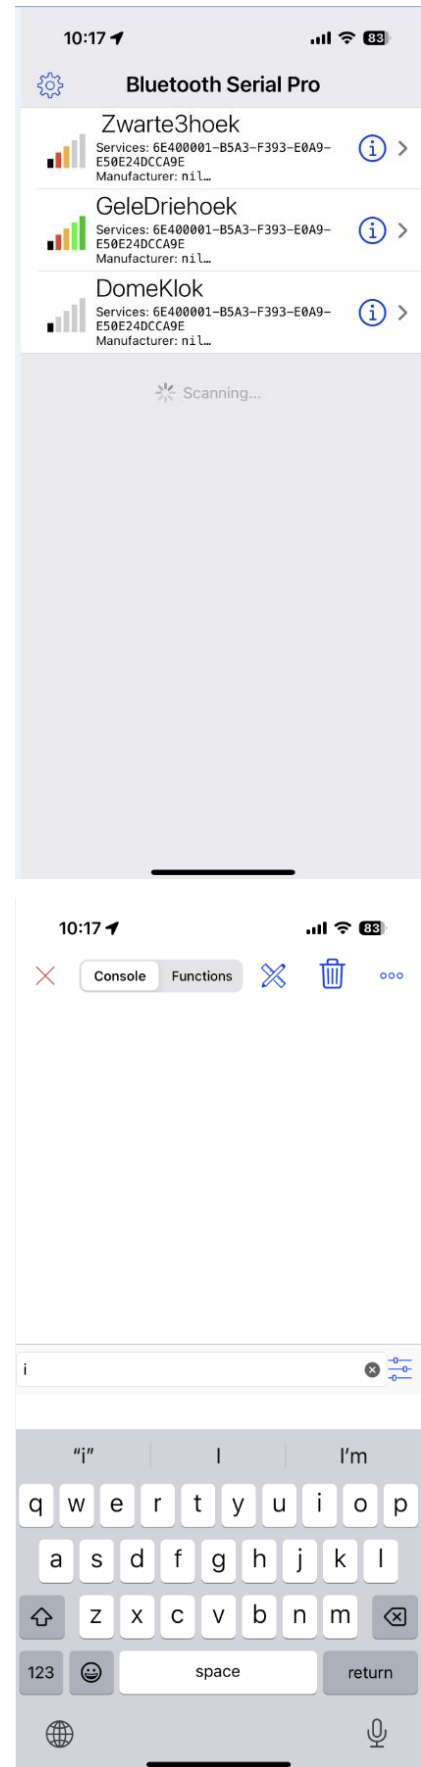 10:17
83
Bluetooth Serial Pro
Zwarte3hoek
Services: 6E400001-B5A3-F393-E0A9-
E50E24DCCA9E
Manufacturer: nil…
GeleDriehoek
Services: 6E400001-B5A3-F393-E0A9-
E50E24DCCA9E
Manufacturer: nil…
DomeKlok
Services: 6E400001-B5A3-F393-E0A9-
E50E24DCCA9E
Manufacturer: nil…
Scanning...
10:17
83
Console Functions
i
"i" I I'm
q w e r t y u i o p
a s d f g h j k l
z x c v b n m
123 space return